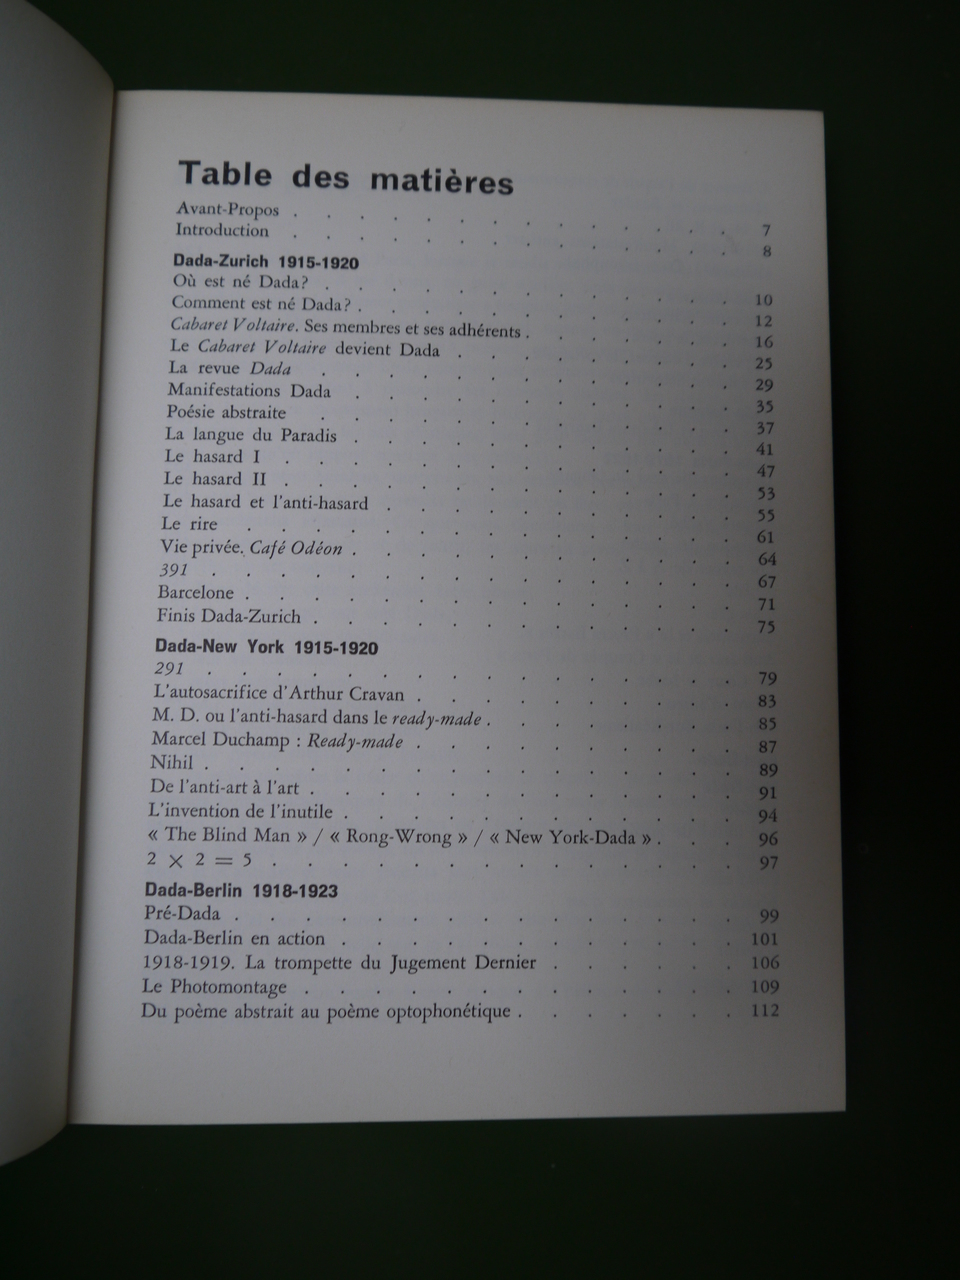 Table des matières
Avant-Propos . . . . . . . . . . . . . . 7
Introduction . . . . . . . . . . . . . . 8
Dada-Zurich 1915-1920
Où est né Dada? . . . . . . . . . . . . . 10
Comment est né Dada? . . . . . . . . . . . . 12
Cabaret Voltaire. Ses membres et ses adhérents . . . . . . . 16
Le Cabaret Voltaire devient Dada . . . . . . . . . 25
La revue Dada . . . . . . . . . . . . . 29
Manifestations Dada . . . . . . . . . . . . 35
Poésie abstraite . . . . . . . . . . . . . 37
La langue du Paradis . . . . . . . . . . . . 41
Le hasard I . . . . . . . . . . . . . . 47
Le hasard II . . . . . . . . . . . . . . 53
Le hasard et l'anti-hasard . . . . . . . . . . . 55
Le rire . . . . . . . . . . . . . . . 61
Vie privée. Café Odéon . . . . . . . . . . . . 64
391 . . . . . . . . . . . . . . . . 67
Barcelone . . . . . . . . . . . . . . . 71
Finis Dada-Zurich . . . . . . . . . . . . . 75
Dada-New York 1915-1920
291 . . . . . . . . . . . . . . . . 79
L'autosacrifice d'Arthur Cravan . . . . . . . . . . 83
M. D. ou l'anti-hasard dans le ready-made . . . . . . . . 85
Marcel Duchamp : Ready-made . . . . . . . . . . 87
Nihil . . . . . . . . . . . . . . . . 89
De l'anti-art à l'art . . . . . . . . . . . . . 91
L'invention de l'inutile . . . . . . . . . . . . 94
« The Blind Man » / « Rong-Wrong » / « New York-Dada » . . . 96
2 × 2 = 5 . . . . . . . . . . . . . . 97
Dada-Berlin 1918-1923
Pré-Dada . . . . . . . . . . . . . . . 99
Dada-Berlin en action . . . . . . . . . . . . 101
1918-1919. La trompette du Jugement Dernier . . . . . . 106
Le Photomontage . . . . . . . . . . . . . 109
Du poème abstrait au poème optophonétique . . . . . . . 112